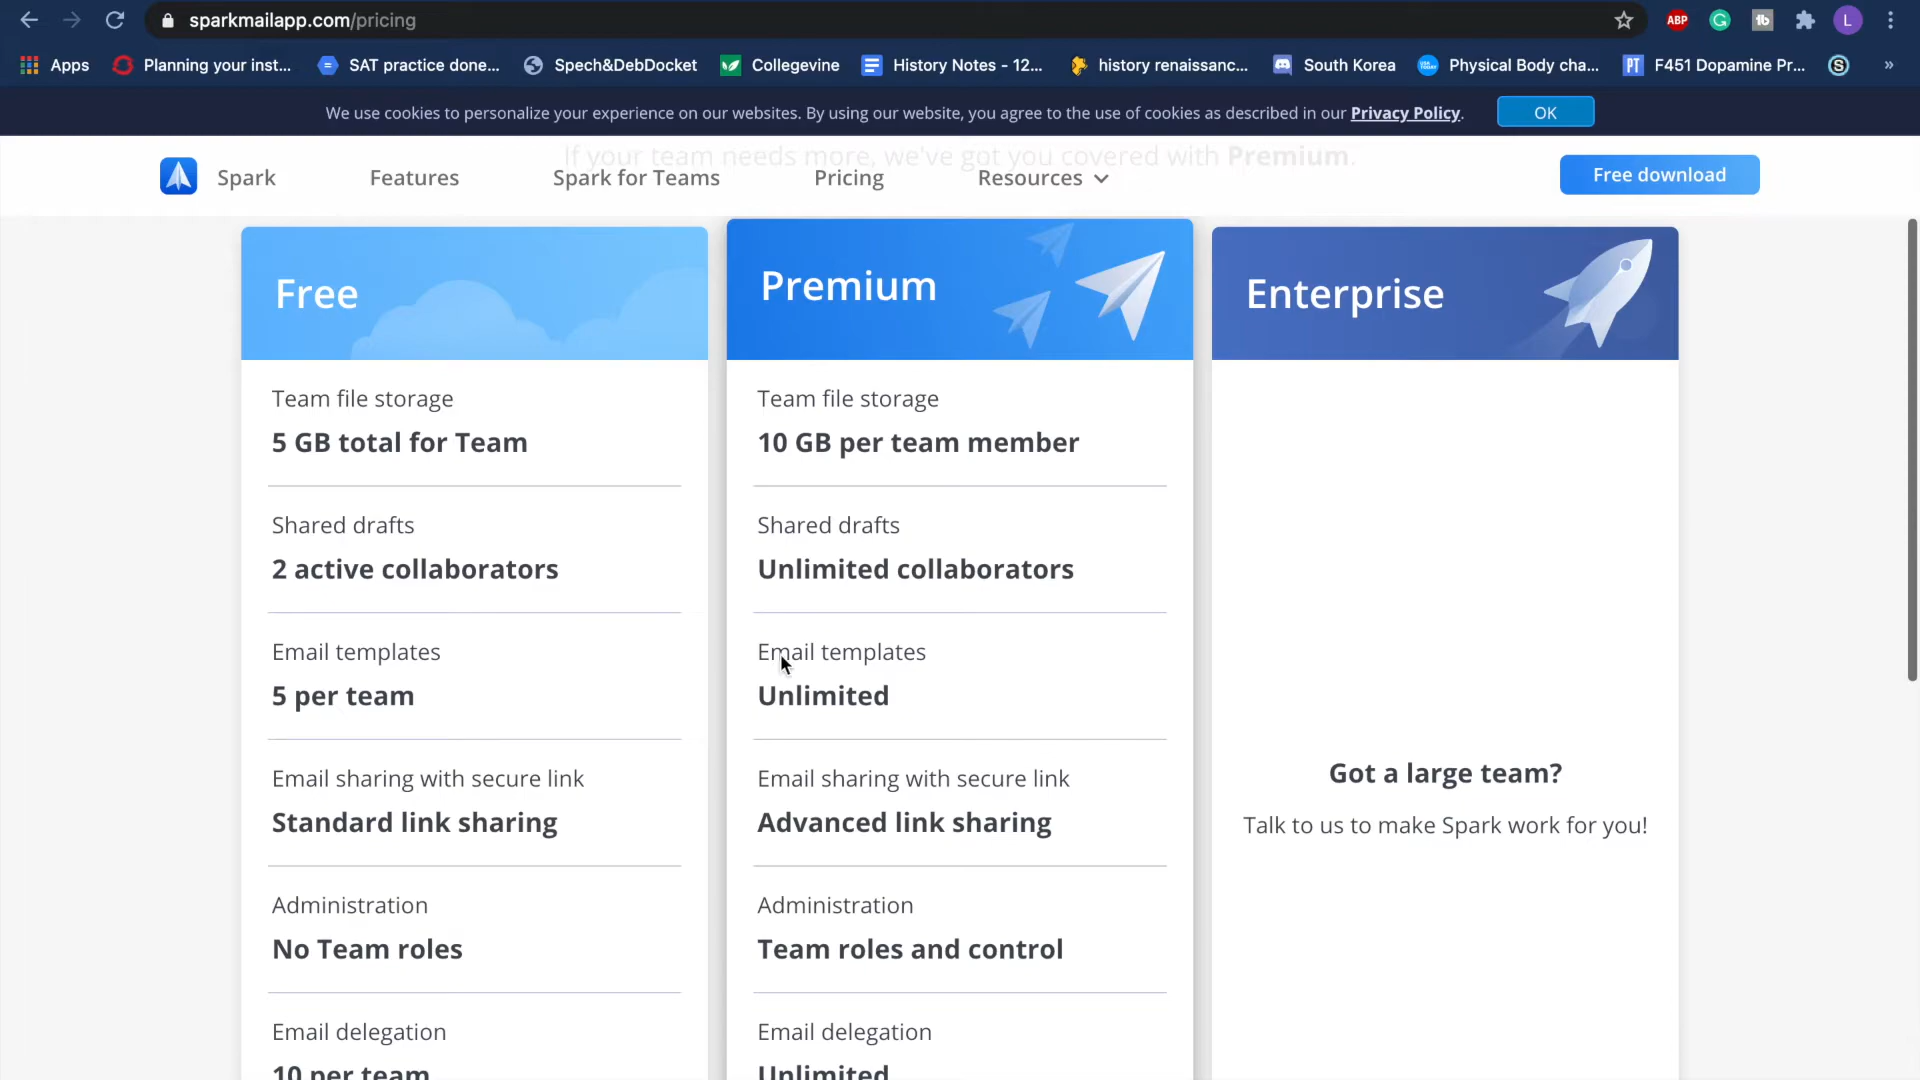 sparkmailapp.com/pricing
ABP
G
tb
L
Apps
Planning your inst...
SAT practice done...
Spech&DebDocket
Collegevine
History Notes - 12...
history renaissanc...
South Korea
Physical Body cha...
PT
F451 Dopamine Pr...
S
»
We use cookies to personalize your experience on our websites. By using our website, you agree to the use of cookies as described in our Privacy Policy.
OK
If your team needs more, we've got you covered with Premium.
Spark
Features
Spark for Teams
Pricing
Resources
Free download
Free
Team file storage
5 GB total for Team
Shared drafts
2 active collaborators
Email templates
5 per team
Email sharing with secure link
Standard link sharing
Administration
No Team roles
Email delegation
10 per team
Premium
Team file storage
10 GB per team member
Shared drafts
Unlimited collaborators
Email templates
Unlimited
Email sharing with secure link
Advanced link sharing
Administration
Team roles and control
Email delegation
Unlimited
Enterprise
Got a large team?
Talk to us to make Spark work for you!